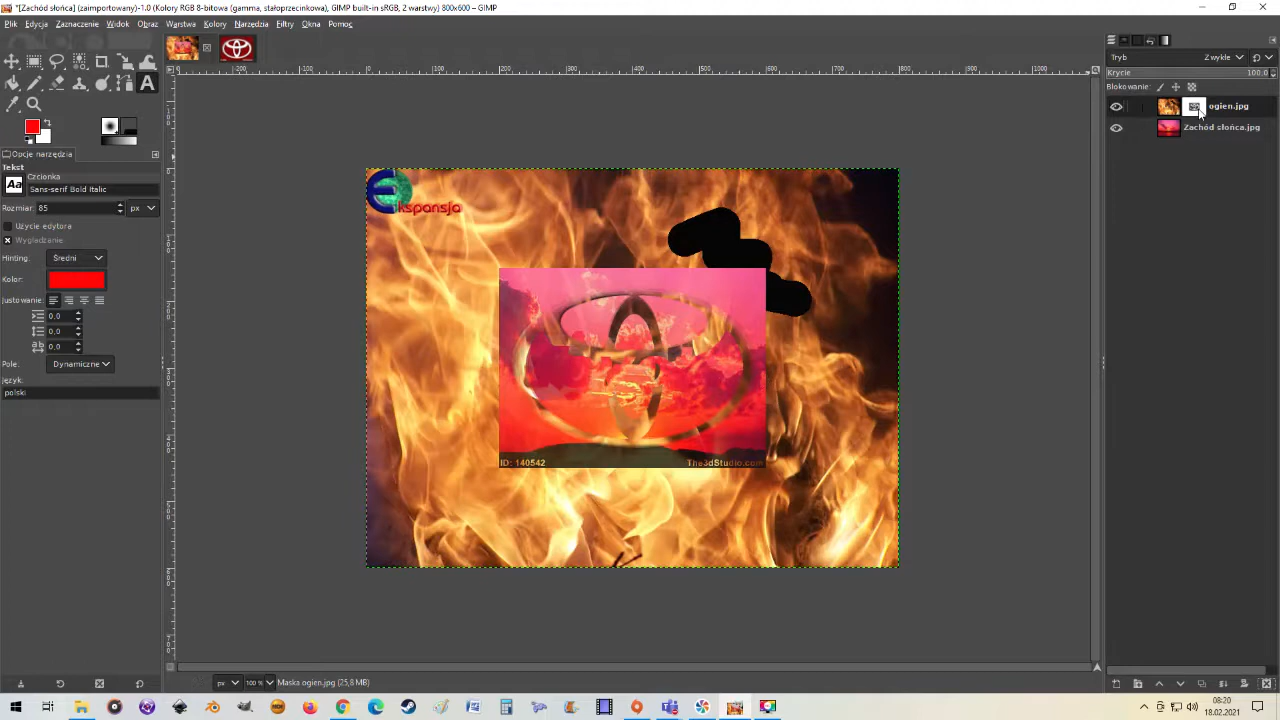 *[Zachód słońca] (zaimportowany)-1.0 (Kolory RGB 8-bitowa (gamma, stałoprzecinkowa), GIMP built-in sRGB, 2 warstwy) 800x600 – GIMP
Plik Edycja Zaznaczenie Widok Obraz Warstwa Kolory Narzędzia Filtry Okna Pomoc
Opcje narzędzia
Tekst
Czcionka
Aa Sans-serif Bold Italic
Rozmiar: 85 px
Użycie edytora
Wygładzanie
Hinting: Średni
Kolor:
Justowanie:
0,0
0,0
0,0
Pole: Dynamiczne
Język:
polski
Ekspansja
ID: 140542 The3dStudio.com
px 100 % Maska ogien.jpg (25,8 MB)
Tryb Zwykłe
Krycie 100,0
Blokowanie:
ogien.jpg
Zachód słońca.jpg
08:20
18.02.2021